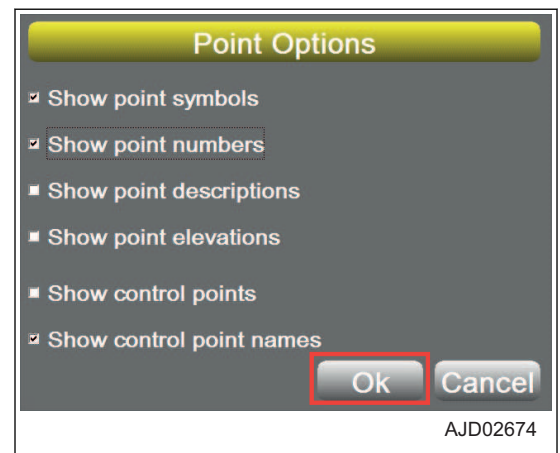 Point Options
Show point symbols
Show point numbers
Show point descriptions
Show point elevations
Show control points
Show control point names
Ok Cancel
AJD02674